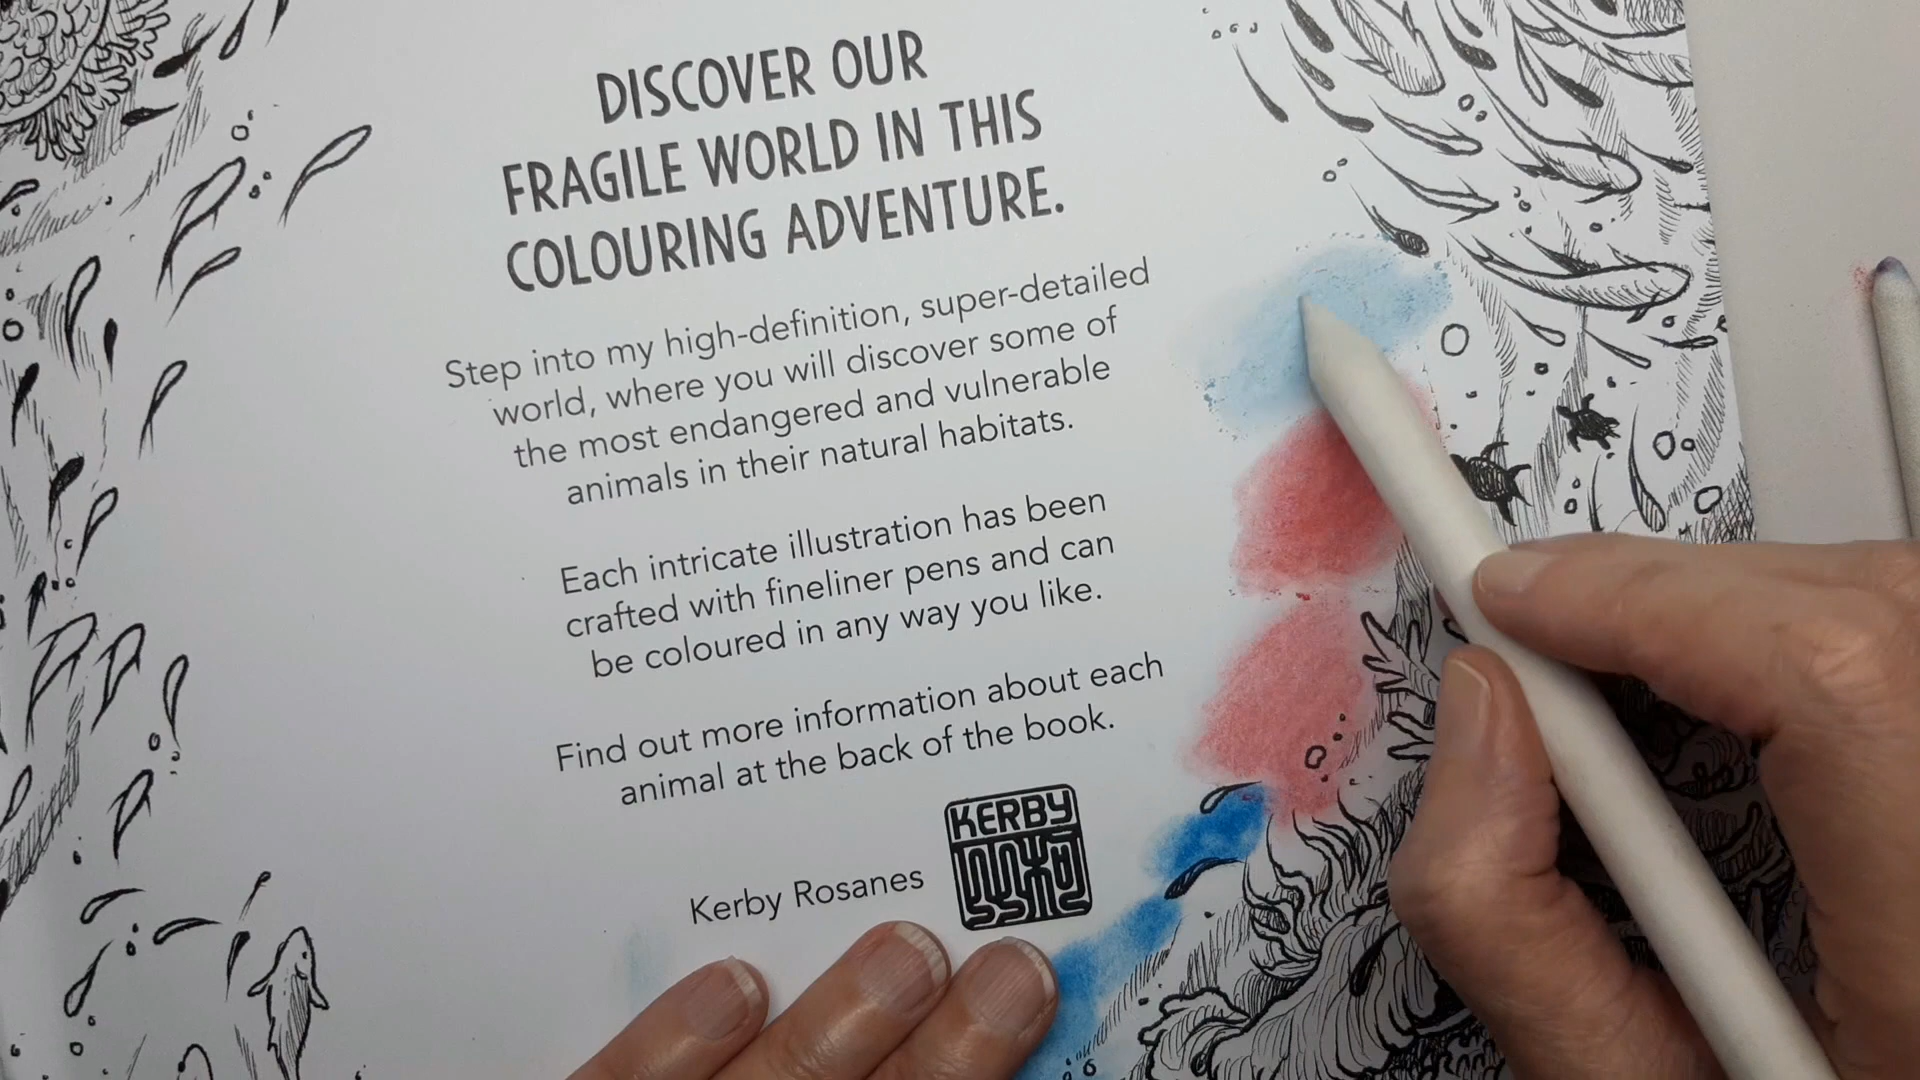 DISCOVER OUR
FRAGILE WORLD IN THIS
COLOURING ADVENTURE.
Step into my high-definition, super-detailed
world, where you will discover some of
the most endangered and vulnerable
animals in their natural habitats.
Each intricate illustration has been
crafted with fineliner pens and can
be coloured in any way you like.
Find out more information about each
animal at the back of the book.
Kerby Rosanes
KERBY